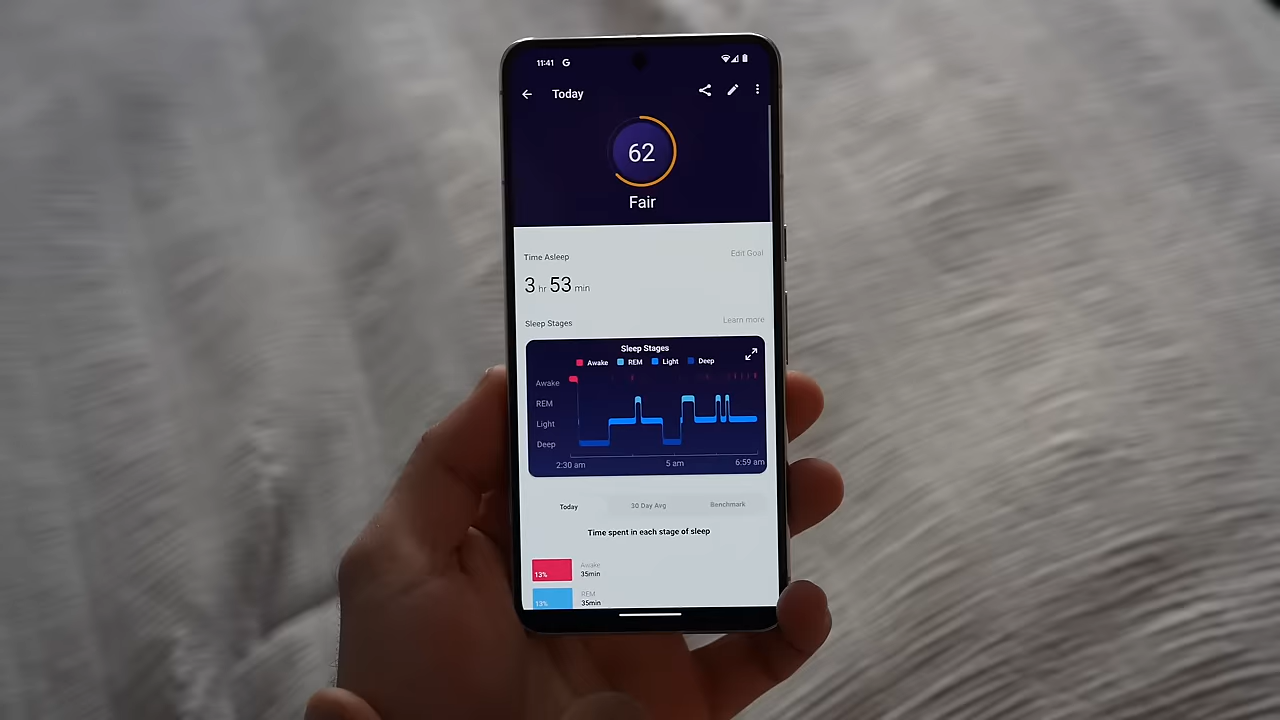 11:41 G
Today
62
Fair
Time Asleep Edit Goal
3 hr 53 min
Sleep Stages Learn more
Sleep Stages
Awake REM Light Deep
Awake
REM
Light
Deep
2:30 am 5 am 6:59 am
Today 30 Day Avg Benchmark
Time spent in each stage of sleep
Awake
13% 35min
REM
13% 35min